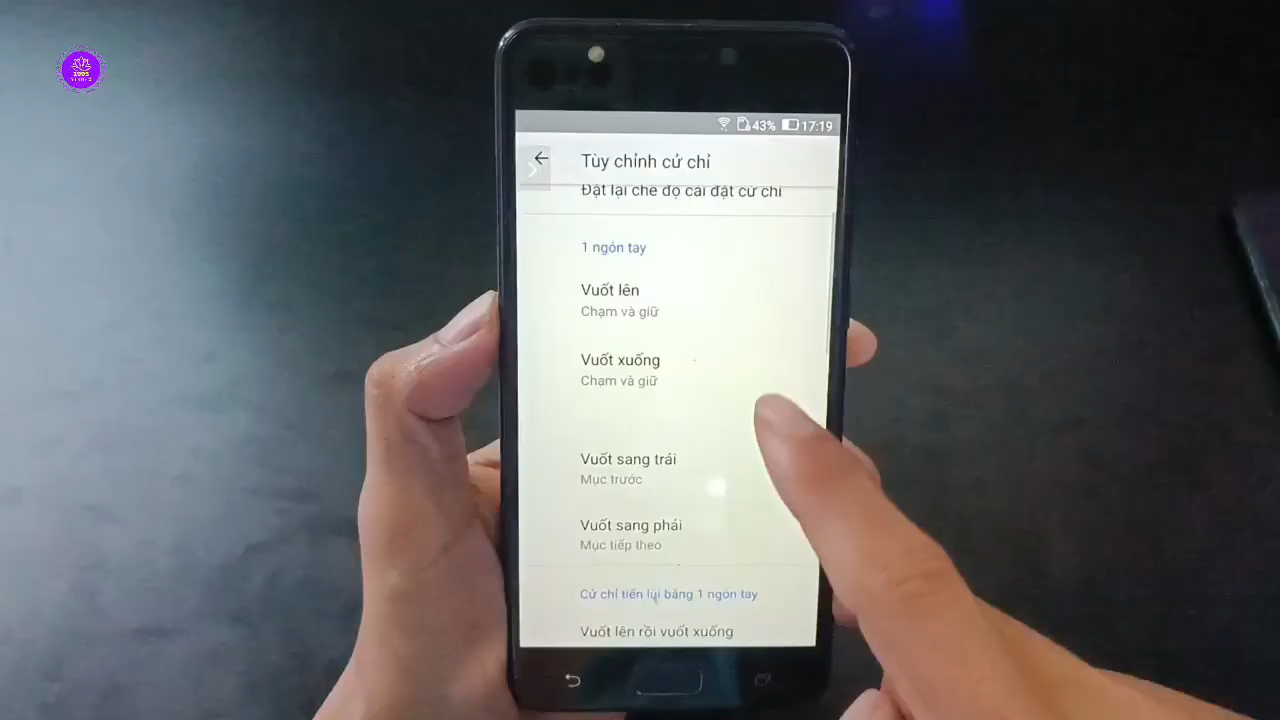 1995
43% 17:19
Tùy chỉnh cử chỉ
Đặt lại chế độ cài đặt cử chỉ
1 ngón tay
Vuốt lên
Chạm và giữ
Vuốt xuống
Chạm và giữ
Vuốt sang trái
Mục trước
Vuốt sang phải
Mục tiếp theo
Cử chỉ tiến lùi bằng 1 ngón tay
Vuốt lên rồi vuốt xuống